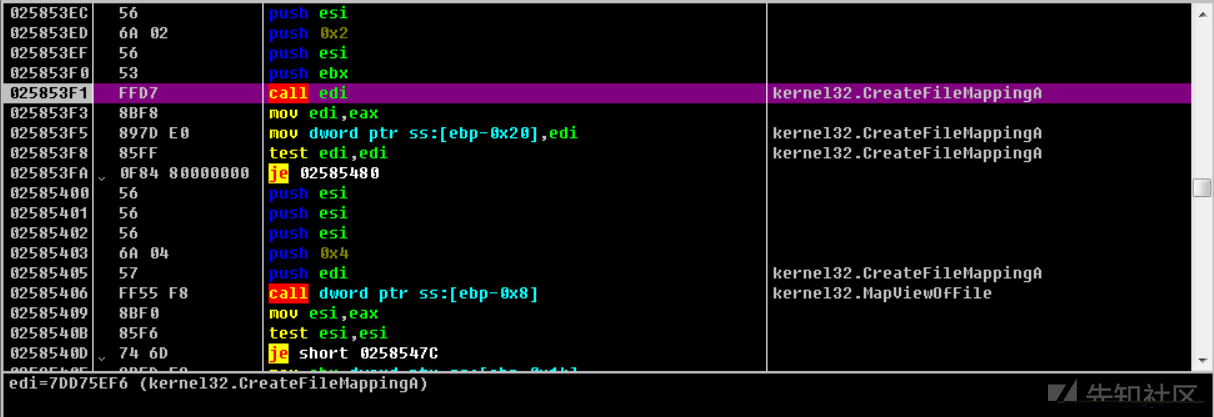 025853EC 56 push esi
025853ED 6A 02 push 0x2
025853EF 56 push esi
025853F0 53 push ebx
025853F1 FFD7 call edi kernel32.CreateFileMappingA
025853F3 8BF8 mov edi,eax
025853F5 897D E0 mov dword ptr ss:[ebp-0x20],edi kernel32.CreateFileMappingA
025853F8 85FF test edi,edi kernel32.CreateFileMappingA
025853FA 0F84 80000000 je 02585480
02585400 56 push esi
02585401 56 push esi
02585402 56 push esi
02585403 6A 04 push 0x4
02585405 57 push edi kernel32.CreateFileMappingA
02585406 FF55 F8 call dword ptr ss:[ebp-0x8] kernel32.MapViewOfFile
02585409 8BF0 mov esi,eax
0258540B 85F6 test esi,esi
0258540D 74 6D je short 0258547C
edi=7DD75EF6 (kernel32.CreateFileMappingA)
先知社区